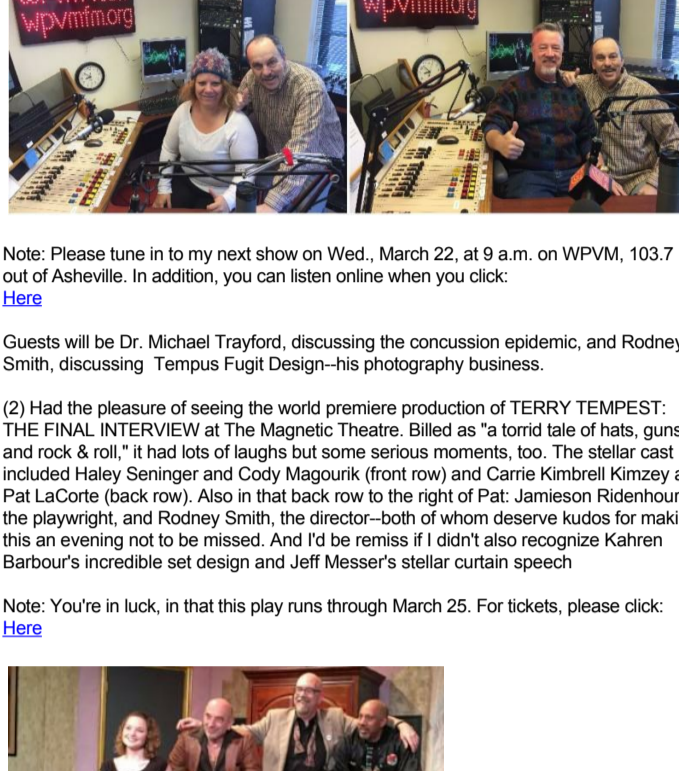 wpvmfm.org
wpvmfm.org
Note: Please tune in to my next show on Wed., March 22, at 9 a.m. on WPVM, 103.7
out of Asheville. In addition, you can listen online when you click:
Here
Guests will be Dr. Michael Trayford, discussing the concussion epidemic, and Rodney
Smith, discussing Tempus Fugit Design--his photography business.
(2) Had the pleasure of seeing the world premiere production of TERRY TEMPEST:
THE FINAL INTERVIEW at The Magnetic Theatre. Billed as "a torrid tale of hats, guns
and rock & roll," it had lots of laughs but some serious moments, too. The stellar cast
included Haley Seninger and Cody Magourik (front row) and Carrie Kimbrell Kimzey a
Pat LaCorte (back row). Also in that back row to the right of Pat: Jamieson Ridenhour
the playwright, and Rodney Smith, the director--both of whom deserve kudos for maki
this an evening not to be missed. And I'd be remiss if I didn't also recognize Kahren
Barbour's incredible set design and Jeff Messer's stellar curtain speech
Note: You're in luck, in that this play runs through March 25. For tickets, please click:
Here